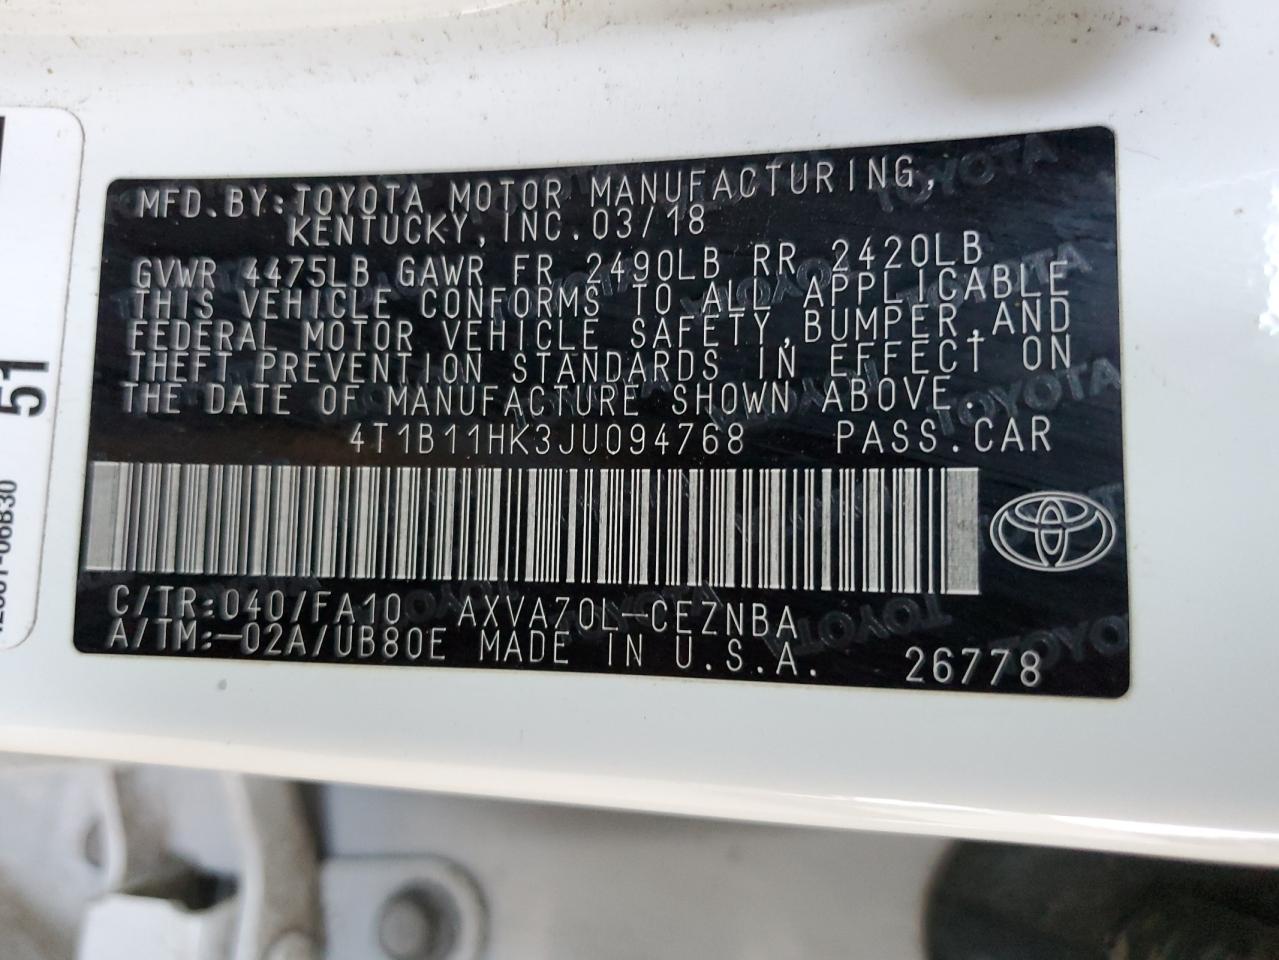 MFD.BY:TOYOTA MOTOR MANUFACTURING,
KENTUCKY, INC. 03/18
GVWR 4475LB GAWR FR 2490LB RR 2420LB
THIS VEHICLE CONFORMS TO ALL APPLICABLE
FEDERAL MOTOR VEHICLE SAFETY, BUMPER, AND
THEFT PREVENTION STANDARDS IN EFFECT ON
THE DATE OF MANUFACTURE SHOWN ABOVE.
4T1B11HK3JU094768 PASS.CAR
C/TR:040/FA10 AXVA70L-CEZNBA
A/TM:-02A/UB80E MADE IN U.S.A. 26778
51